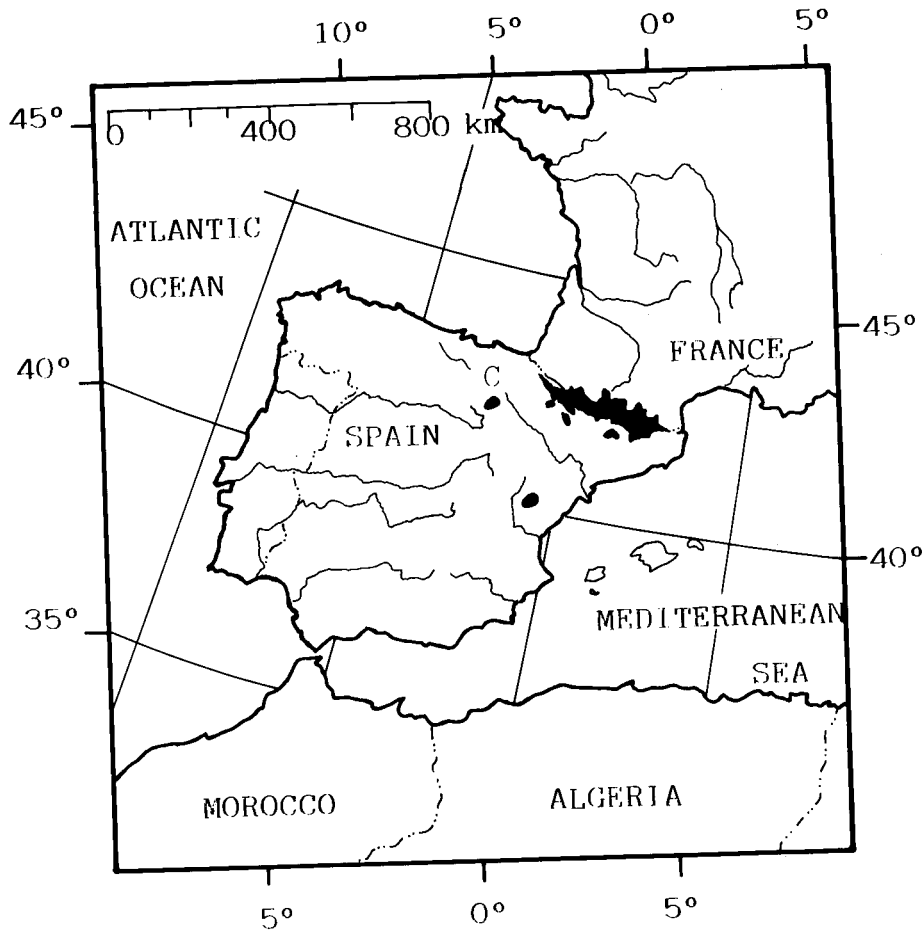 10° 5° 0° 5°
45°
0 400 800 km
ATLANTIC
OCEAN
45°
FRANCE
40°
C
SPAIN
40°
MEDITERRANEAN
35°
SEA
MOROCCO
ALGERIA
5° 0° 5°